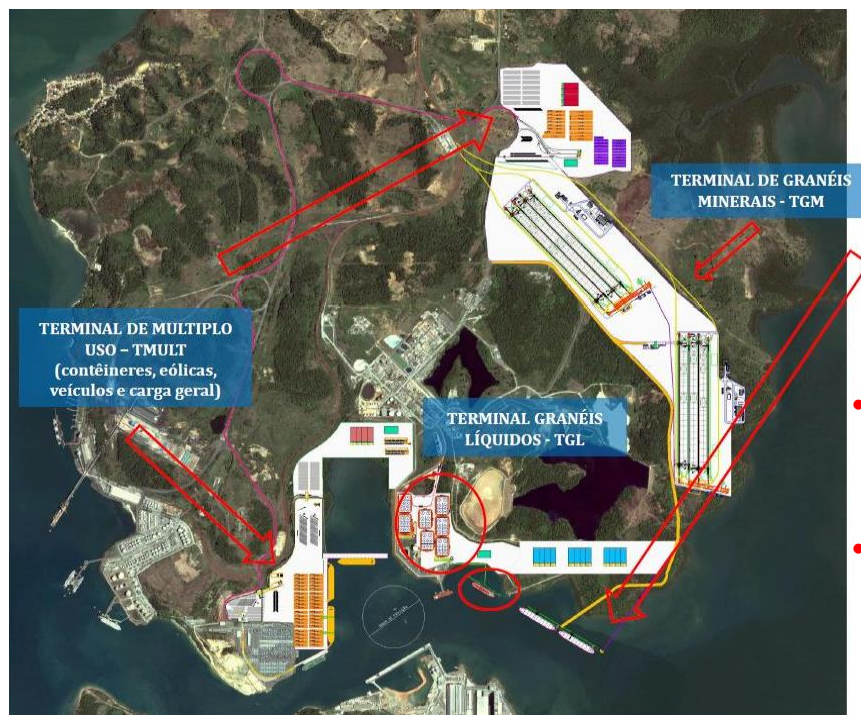 TERMINAL DE GRANÉIS
MINERAIS - TGM
TERMINAL DE MULTIPLO
USO – TMULT
(contêineres, eólicas,
veículos e carga geral)
TERMINAL GRANÉIS
LÍQUIDOS - TGL